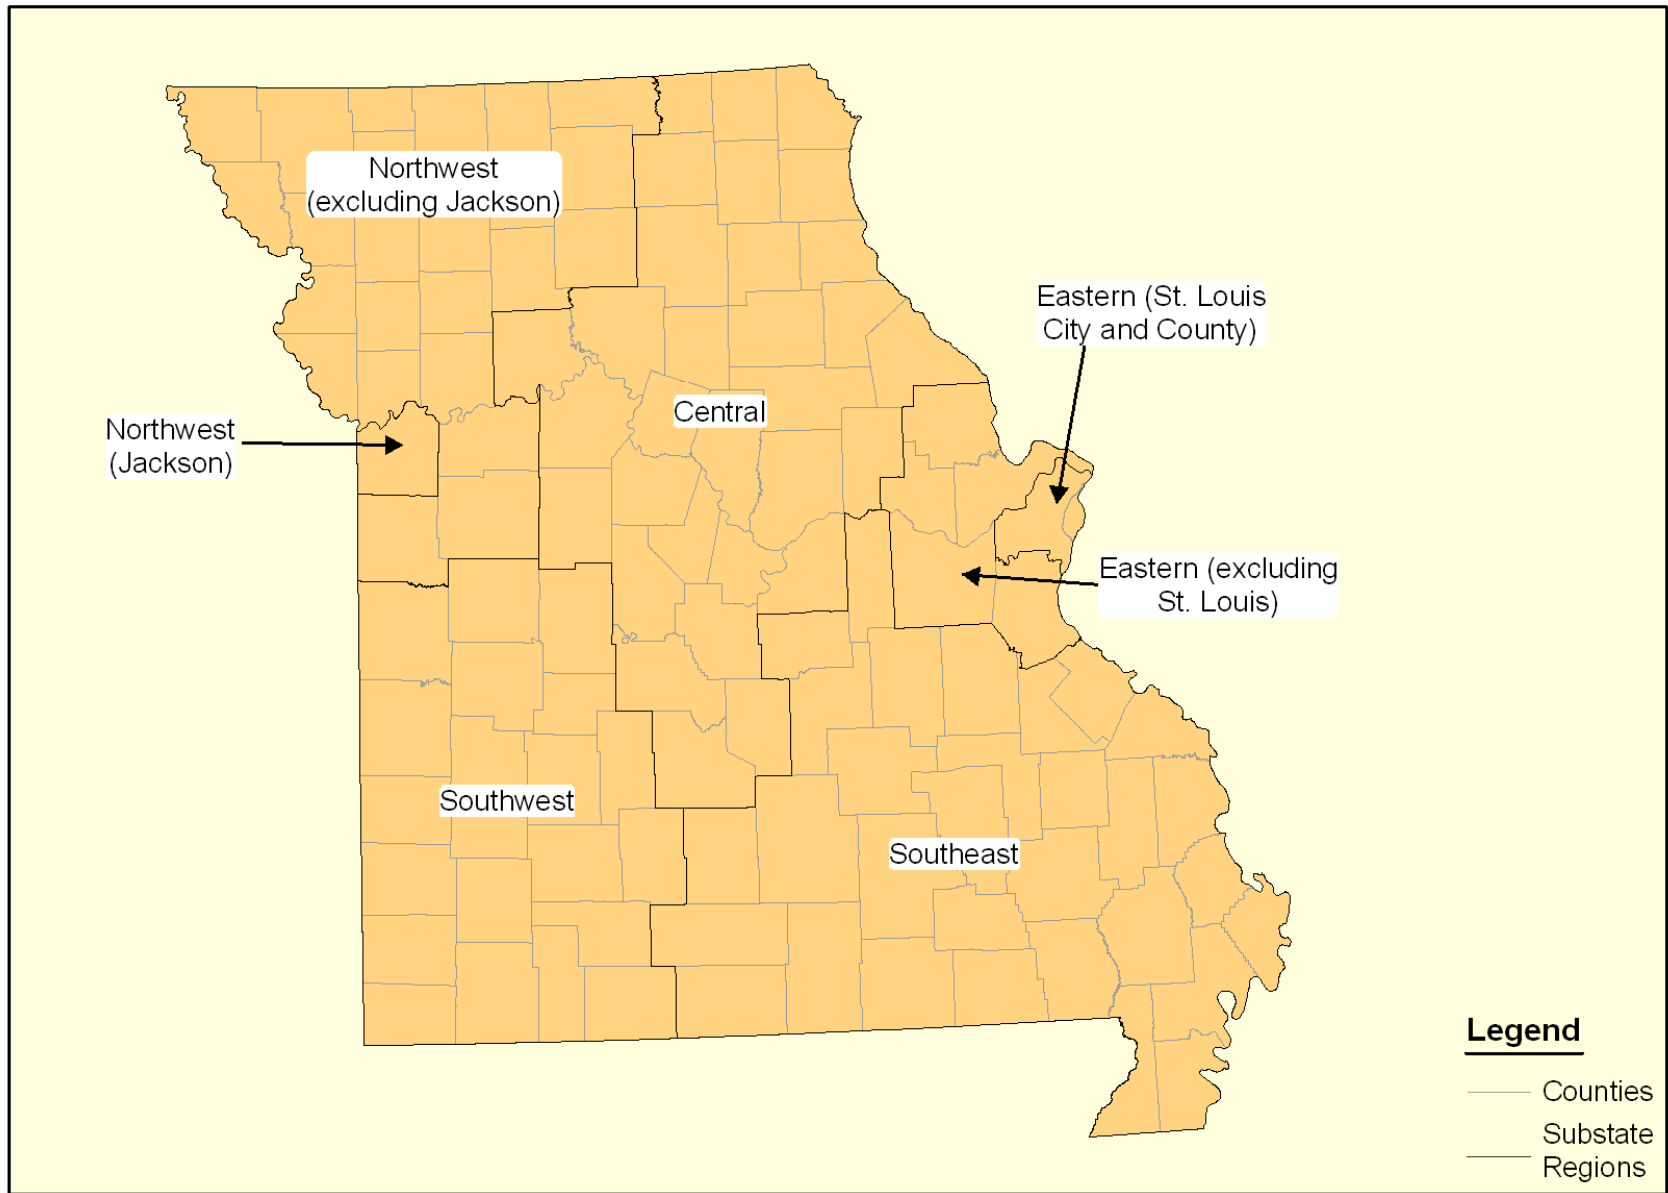 Northwest
(excluding Jackson)
Eastern (St. Louis
City and County)
Central
Northwest
(Jackson)
Eastern (excluding
St. Louis)
Southwest
Southeast
Legend
Counties
Substate
Regions